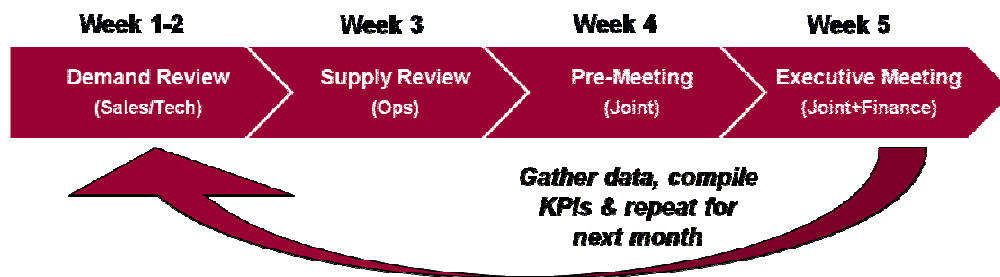 Week 1-2
Week 3
Week 4
Week 5
Demand Review
(Sales/Tech)
Supply Review
(Ops)
Pre-Meeting
(Joint)
Executive Meeting
(Joint+Finance)
Gather data, compile
KPIs & repeat for
next month